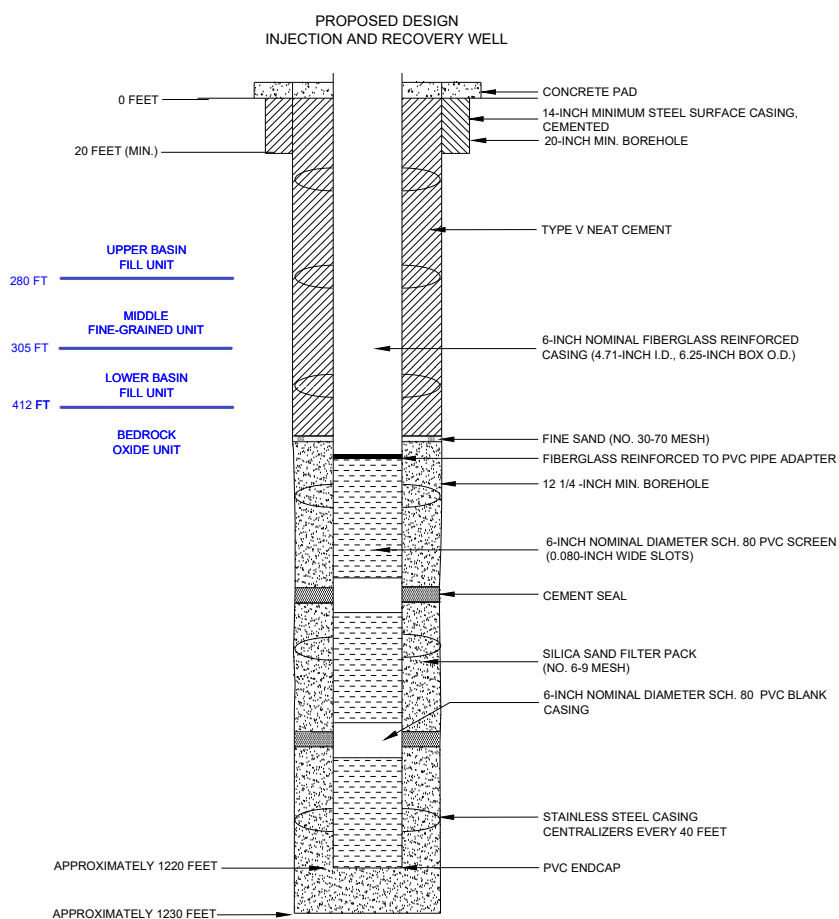 PROPOSED DESIGN
INJECTION AND RECOVERY WELL
CONCRETE PAD
0 FEET
14-INCH MINIMUM STEEL SURFACE CASING,
CEMENTED
20-INCH MIN. BOREHOLE
20 FEET (MIN.)
TYPE V NEAT CEMENT
UPPER BASIN
FILL UNIT
280 FT
MIDDLE
FINE-GRAINED UNIT
305 FT
6-INCH NOMINAL FIBERGLASS REINFORCED
CASING (4.71-INCH I.D., 6.25-INCH BOX O.D.)
LOWER BASIN
FILL UNIT
412 FT
BEDROCK
OXIDE UNIT
FINE SAND (NO. 30-70 MESH)
FIBERGLASS REINFORCED TO PVC PIPE ADAPTER
12 1/4 -INCH MIN. BOREHOLE
6-INCH NOMINAL DIAMETER SCH. 80 PVC SCREEN
(0.080-INCH WIDE SLOTS)
CEMENT SEAL
SILICA SAND FILTER PACK
(NO. 6-9 MESH)
6-INCH NOMINAL DIAMETER SCH. 80 PVC BLANK
CASING
STAINLESS STEEL CASING
CENTRALIZERS EVERY 40 FEET
APPROXIMATELY 1220 FEET
PVC ENDCAP
APPROXIMATELY 1230 FEET